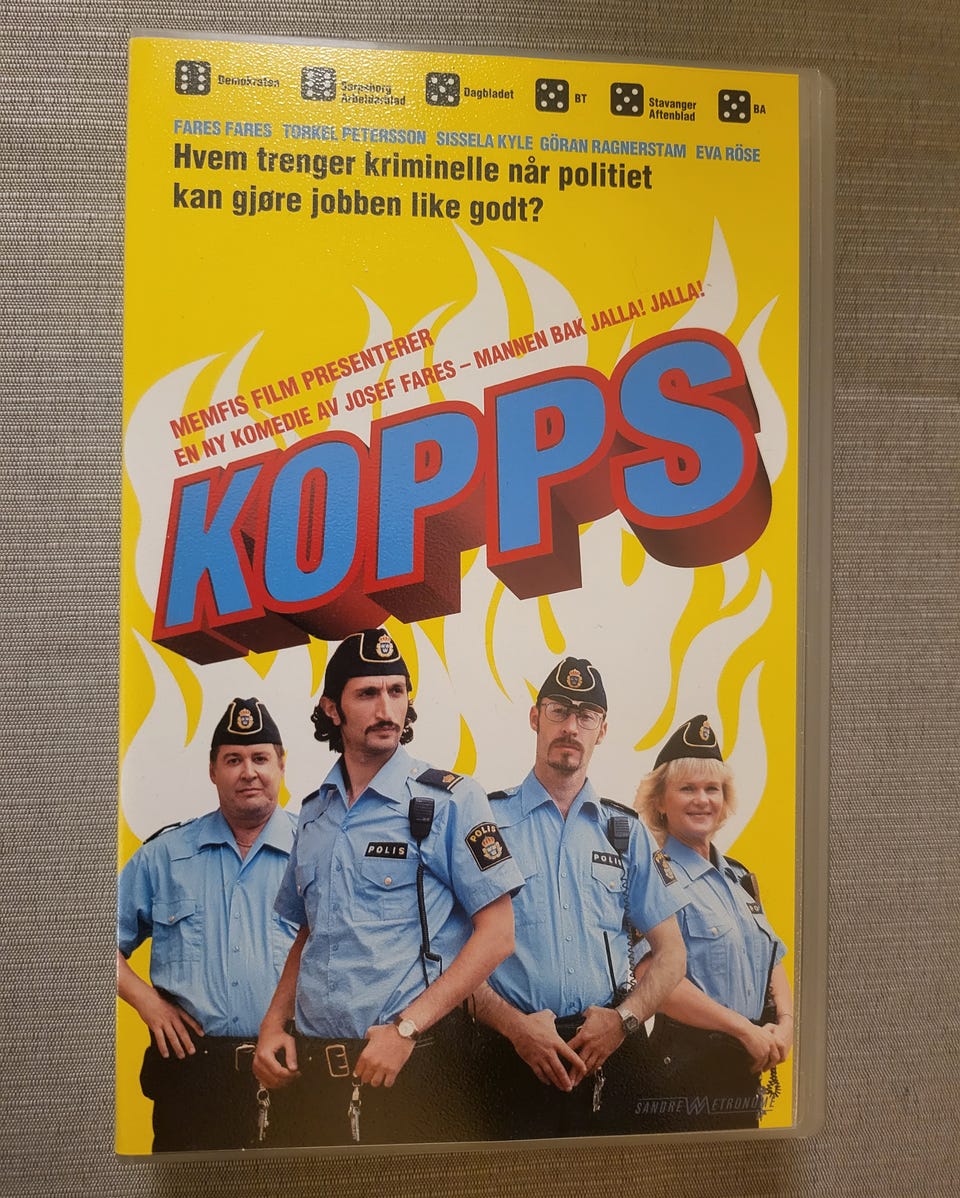 Demokraten
Sarpsborg
Arbeiderblad
Dagbladet
BT
Stavanger
Aftenblad
BA
FARES FARES TORKEL PETERSSON SISSELA KYLE GÖRAN RAGNERSTAM EVA RÖSE
Hvem trenger kriminelle når politiet
kan gjøre jobben like godt?
MEMFIS FILM PRESENTERER
EN NY KOMEDIE AV JOSEF FARES – MANNEN BAK JALLA! JALLA!
KOPPS
POLIS
POLIS
POLIS
SANDREW METRONOME